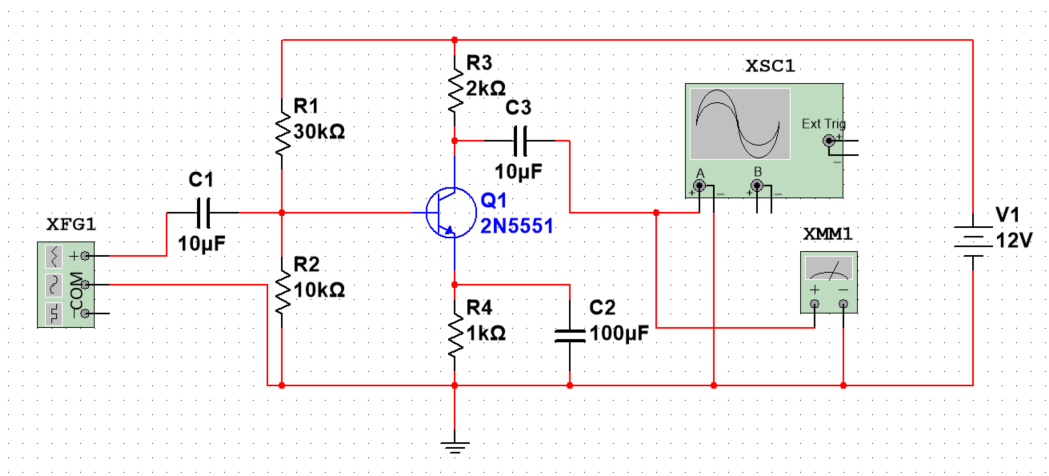 XSC1
R3
2kΩ
C3
10µF
Ext Trig
+
−
R1
30kΩ
A
B
+
−
+
−
C1
10µF
Q1
2N5551
XFG1
+
COM
−
V1
12V
XMM1
+
−
R2
10kΩ
R4
1kΩ
C2
100µF